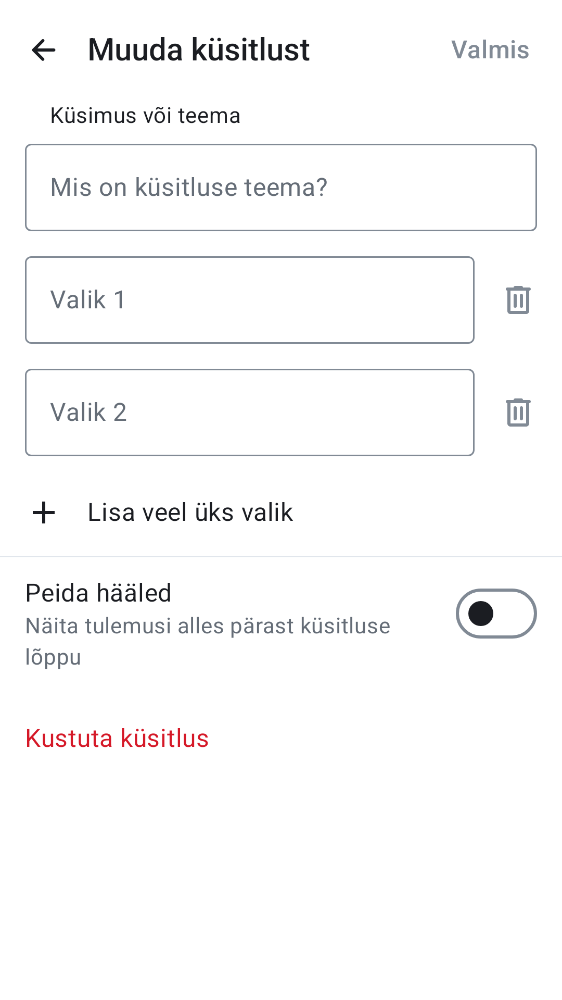 Muuda küsitlust
Valmis
Küsimus või teema
Mis on küsitluse teema?
Valik 1
Valik 2
Lisa veel üks valik
Peida hääled
Näita tulemusi alles pärast küsitluse
lõppu
Kustuta küsitlus